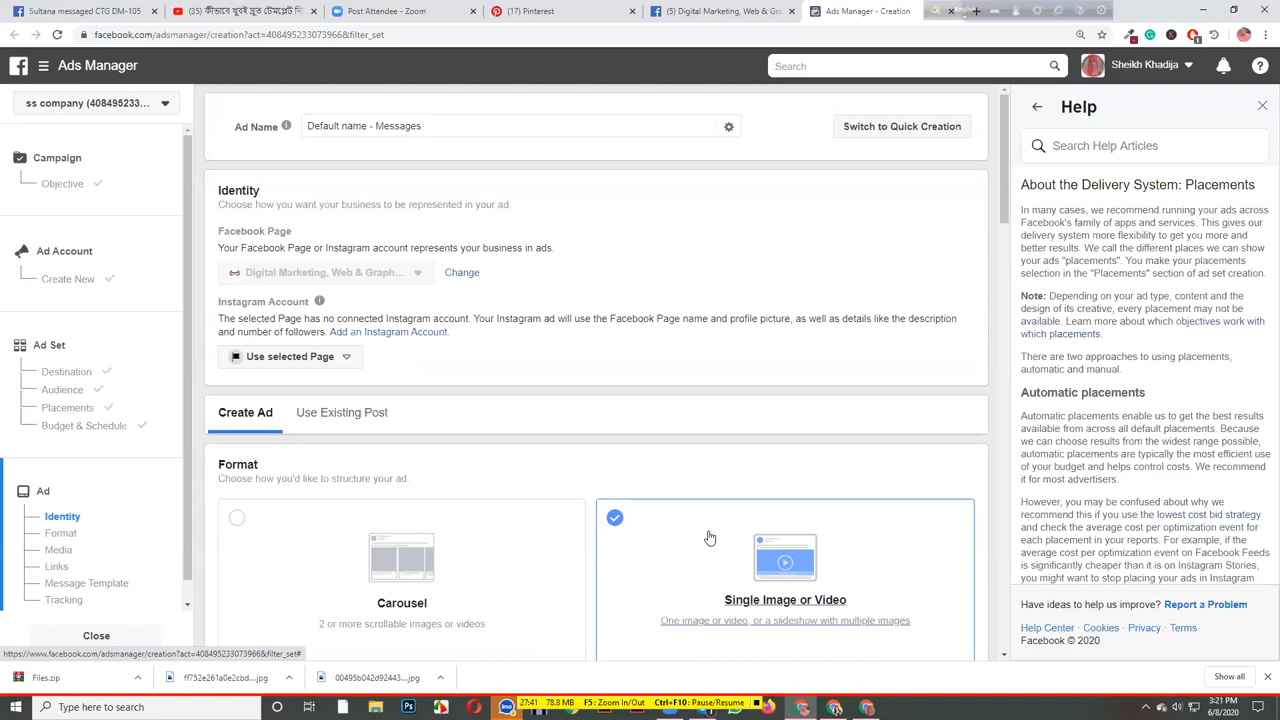 Sultana messaged CTG DM-105
(35) কীভাবে খুবই দ্রুত টেমপ্লেট ডি
Post Attendee - Zoom
(17) Pinterest
(5) Digital Marketing, Web & Grap
Ads Manager - Creation
facebook.com/adsmanager/creation?act=408495233073966&filter_set
Ads Manager
Search
Sheikh Khadija
ss company (408495233...
Campaign
Objective
Ad Account
Create New
Ad Set
Destination
Audience
Placements
Budget & Schedule
Ad
Identity
Format
Media
Links
Message Template
Tracking
Close
Ad Name
Default name - Messages
Switch to Quick Creation
Identity
Choose how you want your business to be represented in your ad.
Facebook Page
Your Facebook Page or Instagram account represents your business in ads.
Digital Marketing, Web & Graph...
Change
Instagram Account
The selected Page has no connected Instagram account. Your Instagram ad will use the Facebook Page name and profile picture, as well as details like the description
and number of followers. Add an Instagram Account.
Use selected Page
Create Ad
Use Existing Post
Format
Choose how you'd like to structure your ad.
Carousel
2 or more scrollable images or videos
Single Image or Video
One image or video, or a slideshow with multiple images
Help
Search Help Articles
About the Delivery System: Placements
In many cases, we recommend running your ads across
Facebook's family of apps and services. This gives our
delivery system more flexibility to get you more and
better results. We call the different places we can show
your ads "placements". You make your placements
selection in the "Placements" section of ad set creation.
Note: Depending on your ad type, content and the
design of its creative, every placement may not be
available. Learn more about which objectives work with
which placements.
There are two approaches to using placements,
automatic and manual.
Automatic placements
Automatic placements enable us to get the best results
available from across all default placements. Because
we can choose results from the widest range possible,
automatic placements are typically the most efficient use
of your budget and helps control costs. We recommend
it for most advertisers.
However, you may be confused about why we
recommend this if you use the lowest cost bid strategy
and check the average cost per optimization event for
each placement in your reports. For example, if the
average cost per optimization event on Facebook Feeds
is significantly cheaper than it is on Instagram Stories,
you might want to stop placing your ads in Instagram
Have ideas to help us improve? Report a Problem
Help Center · Cookies · Privacy · Terms
Facebook © 2020
https://www.facebook.com/adsmanager/creation?act=408495233073966&filter_set#
Files.zip
ff752e261a0e2cbd....jpg
00495b042d92443...jpg
Show all
Type here to search
imo
27:41 78.8 MB F5: Zoom In/Out Ctrl+F10: Pause/Resume
3:21 PM
6/8/2020